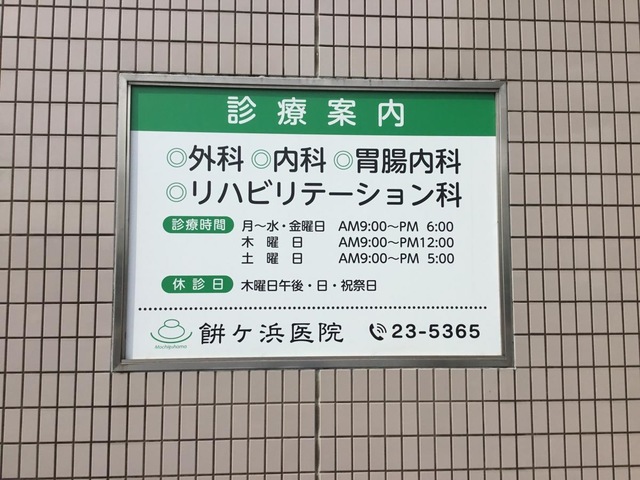 診療案内
◎外科 ◎内科 ◎胃腸内科
◎リハビリテーション科
診療時間 月〜水・金曜日 AM9:00〜PM 6:00
木曜日 AM9:00〜PM12:00
土曜日 AM9:00〜PM 5:00
休診日 木曜日午後・日・祝祭日
餅ケ浜医院 23-5365
Mochigahama